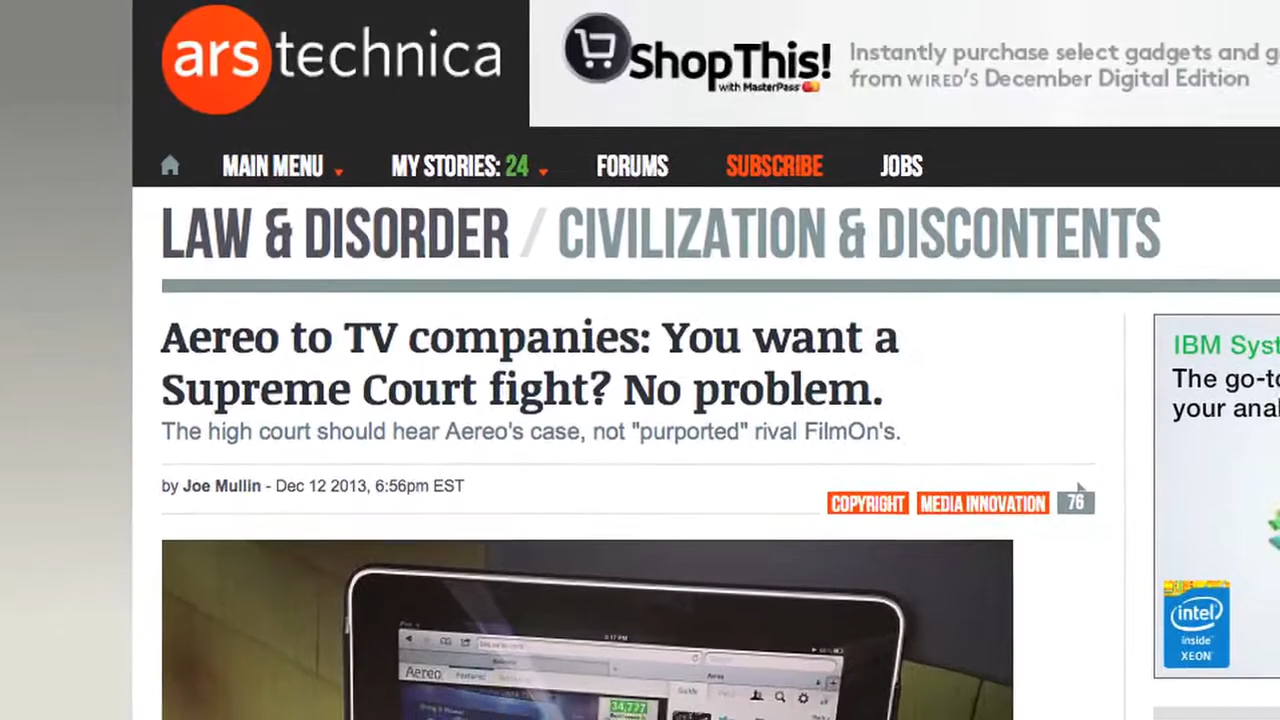 ars technica
ShopThis!
with MasterPass
Instantly purchase select gadgets and g
from WIRED'S December Digital Edition
MAIN MENU
MY STORIES: 24
FORUMS
SUBSCRIBE
JOBS
LAW & DISORDER / CIVILIZATION & DISCONTENTS
Aereo to TV companies: You want a
Supreme Court fight? No problem.
The high court should hear Aereo's case, not "purported" rival FilmOn's.
by Joe Mullin - Dec 12 2013, 6:56pm EST
COPYRIGHT
MEDIA INNOVATION
76
IBM Syst
The go-to
your anal
intel
inside
XEON
Aereo
Guide
34,727